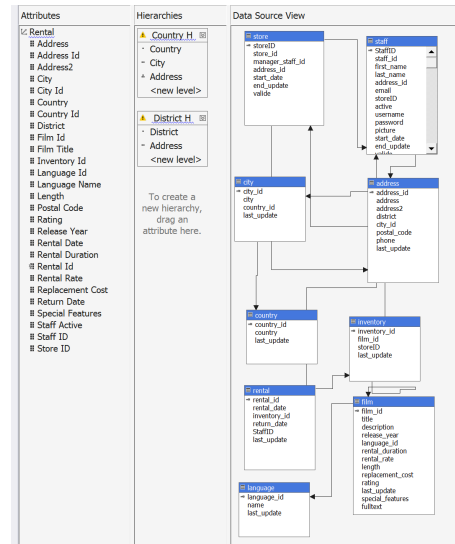 Attributes
Rental
Address
Address Id
Address2
City
City Id
Country
Country Id
District
Film Id
Film Title
Inventory Id
Language Id
Language Name
Length
Postal Code
Rating
Release Year
Rental Date
Rental Duration
Rental Id
Rental Rate
Replacement Cost
Return Date
Special Features
Staff Active
Staff ID
Store ID
Hierarchies
Country H
Country
City
Address
<new level>
District H
District
Address
<new level>
To create a
new hierarchy,
drag an
attribute here.
Data Source View
store
storeID
store_id
manager_staff_id
address_id
start_date
end_update
valide
staff
StaffID
staff_id
first_name
last_name
address_id
email
storeID
active
username
password
picture
start_date
end_update
valide
city
city_id
city
country_id
last_update
address
address_id
address
address2
district
city_id
postal_code
phone
last_update
country
country_id
country
last_update
inventory
inventory_id
film_id
storeID
last_update
rental
rental_id
rental_date
inventory_id
return_date
StaffID
last_update
film
film_id
title
description
release_year
language_id
rental_duration
rental_rate
length
replacement_cost
rating
last_update
special_features
fulltext
language
language_id
name
last_update